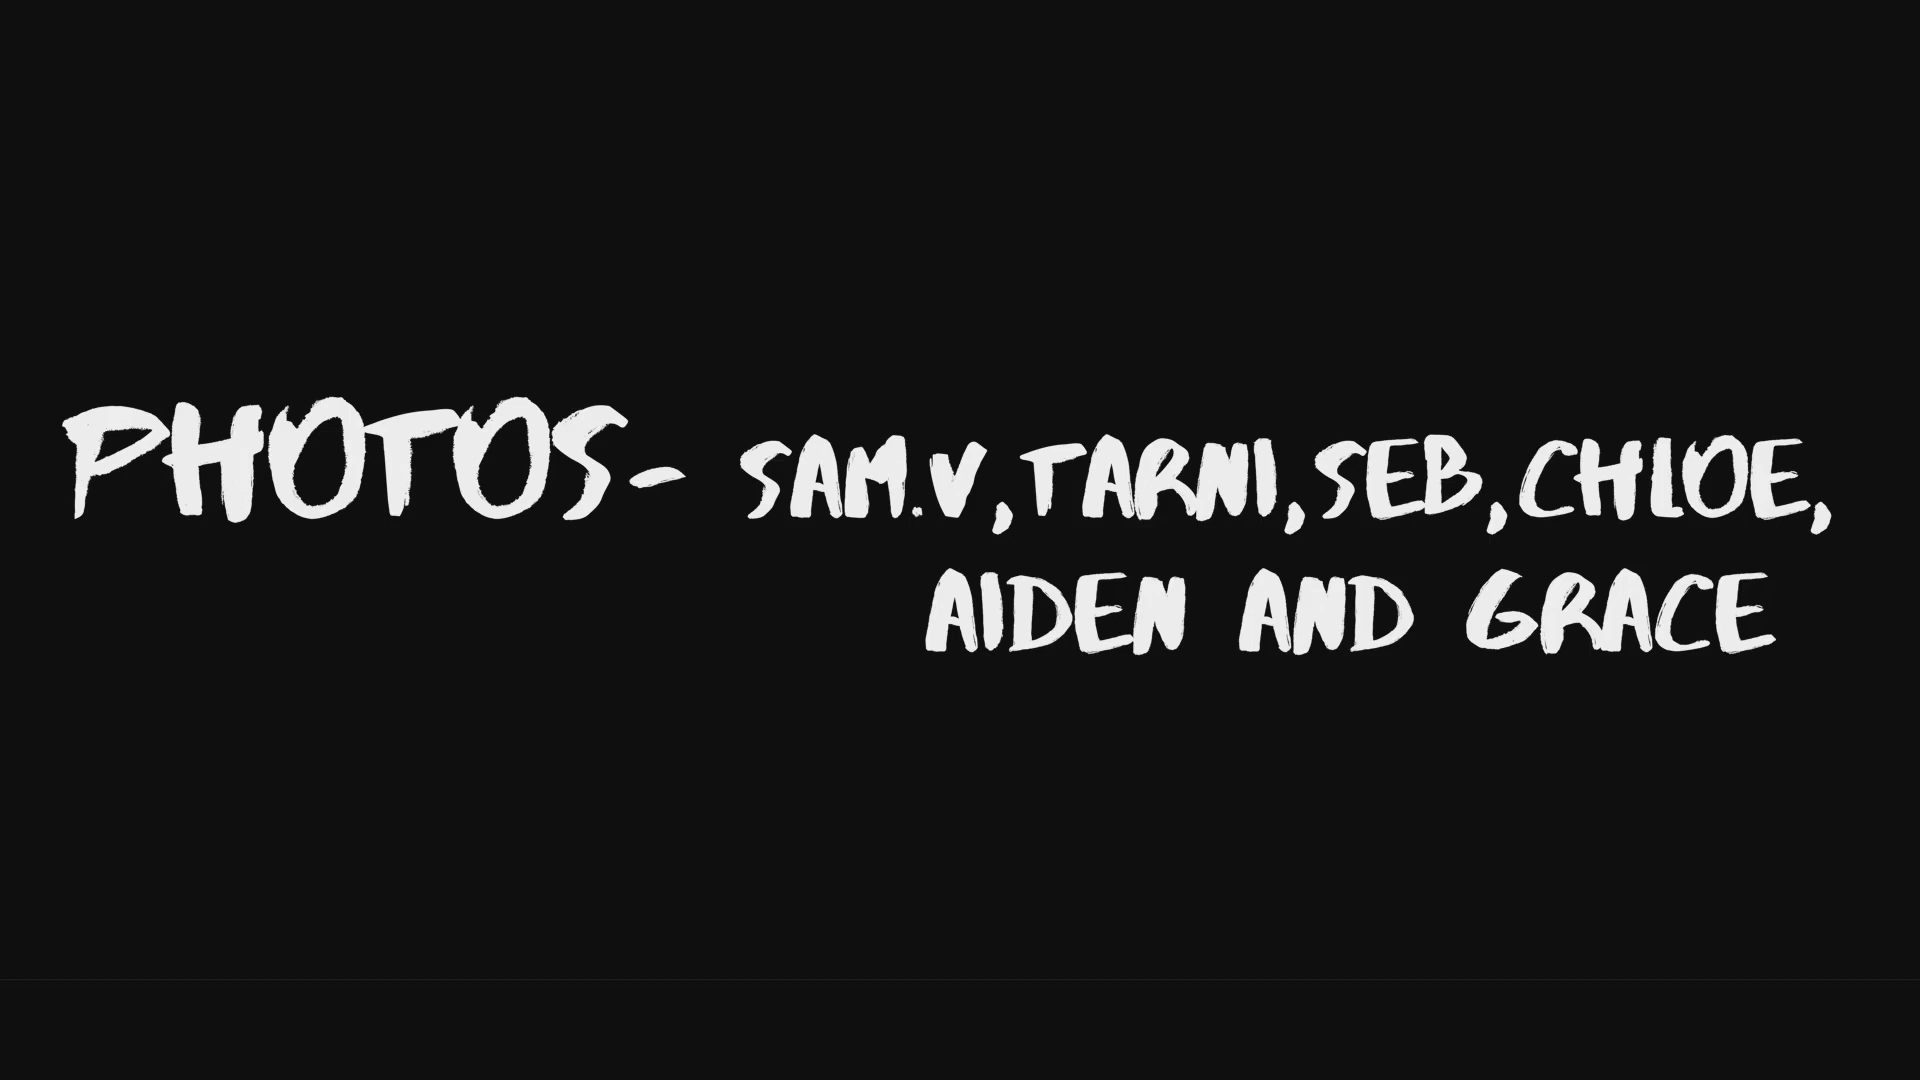 PHOTOS- SAM.V,TARNI,SEB,CHLOE,
AIDEN AND GRACE